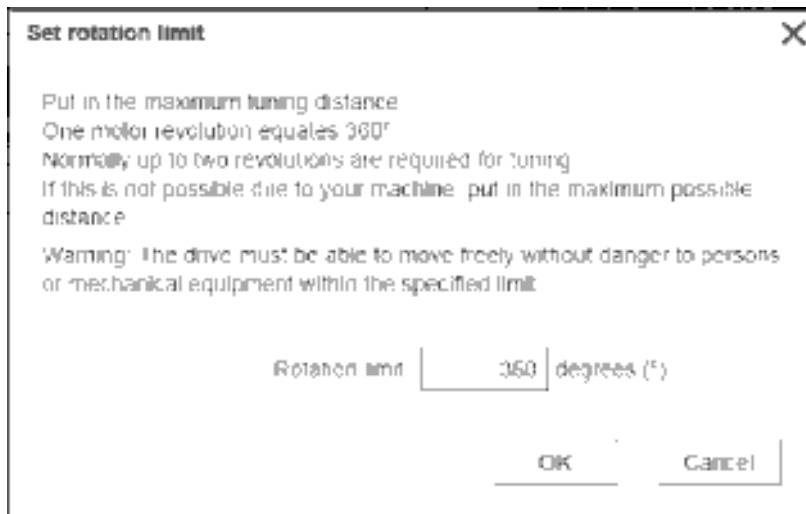 Set rotation limit
Put in the maximum tuning distance
One motor revolution equates 360°
Normally up to two revolutions are required for tuning
If this is not possible due to your machine, put in the maximum possible
distance
Warning: The drive must be able to move freely without danger to persons
or mechanical equipment within the specified limit
Rotation limit 360 degrees (°)
OK Cancel